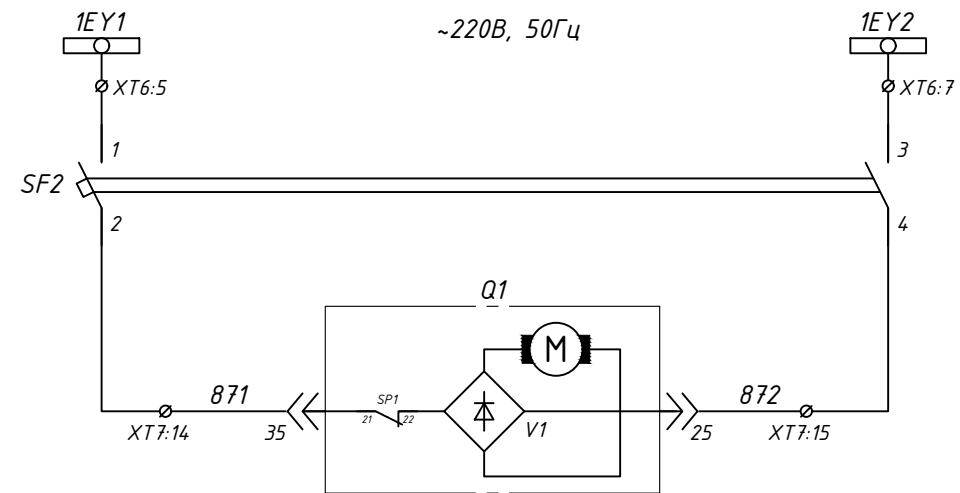 1EY1
~220В, 50Гц
1EY2
XT6:5
XT6:7
1
3
SF2
2
4
Q1
M
871
SP1
872
21
22
V1
XT7:14
35
25
XT7:15